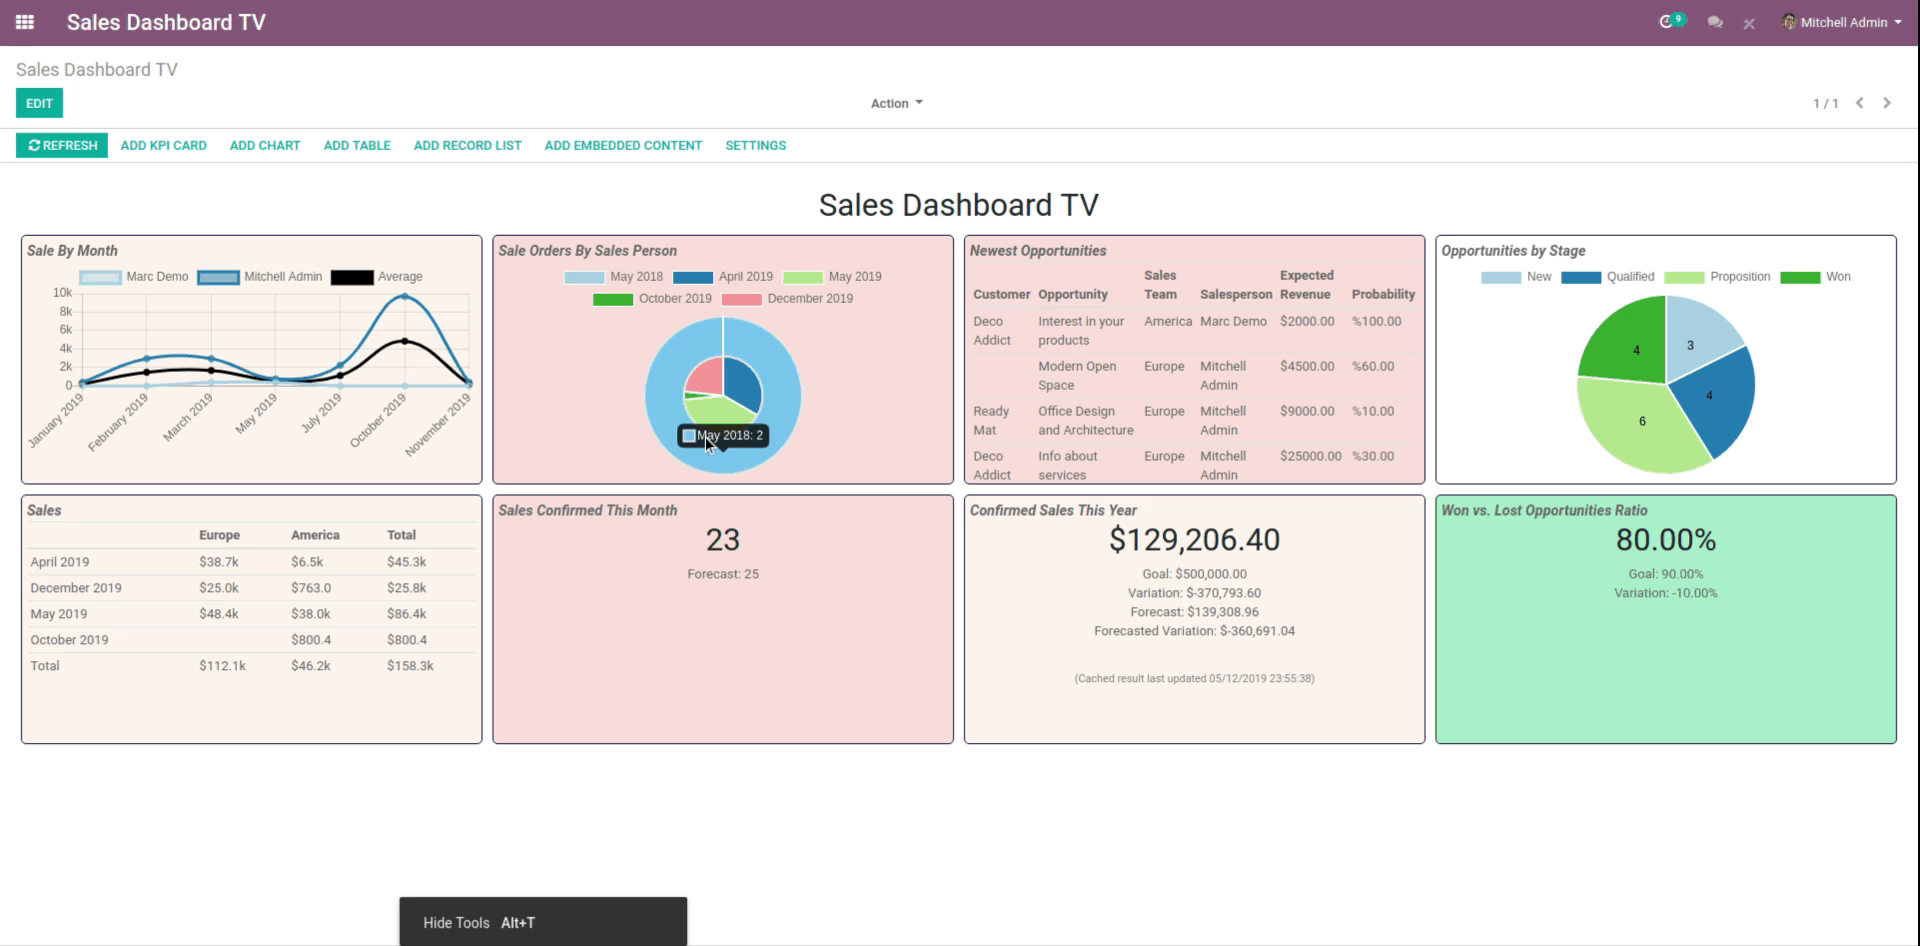 Sales Dashboard TV
9
Mitchell Admin
Sales Dashboard TV
EDIT
Action
1 / 1
REFRESH ADD KPI CARD ADD CHART ADD TABLE ADD RECORD LIST ADD EMBEDDED CONTENT SETTINGS
Sales Dashboard TV
Sale By Month
Marc Demo Mitchell Admin Average
10k
8k
6k
4k
2k
0
January 2019 February 2019 March 2019 May 2019 July 2019 October 2019 November 2019
Sale Orders By Sales Person
May 2018 April 2019 May 2019
October 2019 December 2019
May 2018: 2
Newest Opportunities
Customer Opportunity Sales Team Salesperson Expected Revenue Probability
Deco Addict Interest in your products America Marc Demo $2000.00 %100.00
Modern Open Space Europe Mitchell Admin $4500.00 %60.00
Ready Mat Office Design and Architecture Europe Mitchell Admin $9000.00 %10.00
Deco Addict Info about services Europe Mitchell Admin $25000.00 %30.00
Opportunities by Stage
New Qualified Proposition Won
4 3
4
6
Sales
Europe America Total
April 2019 $38.7k $6.5k $45.3k
December 2019 $25.0k $763.0 $25.8k
May 2019 $48.4k $38.0k $86.4k
October 2019 $800.4 $800.4
Total $112.1k $46.2k $158.3k
Sales Confirmed This Month
23
Forecast: 25
Confirmed Sales This Year
$129,206.40
Goal: $500,000.00
Variation: $-370,793.60
Forecast: $139,308.96
Forecasted Variation: $-360,691.04
(Cached result last updated 05/12/2019 23:55:38)
Won vs. Lost Opportunities Ratio
80.00%
Goal: 90.00%
Variation: -10.00%
Hide Tools Alt+T